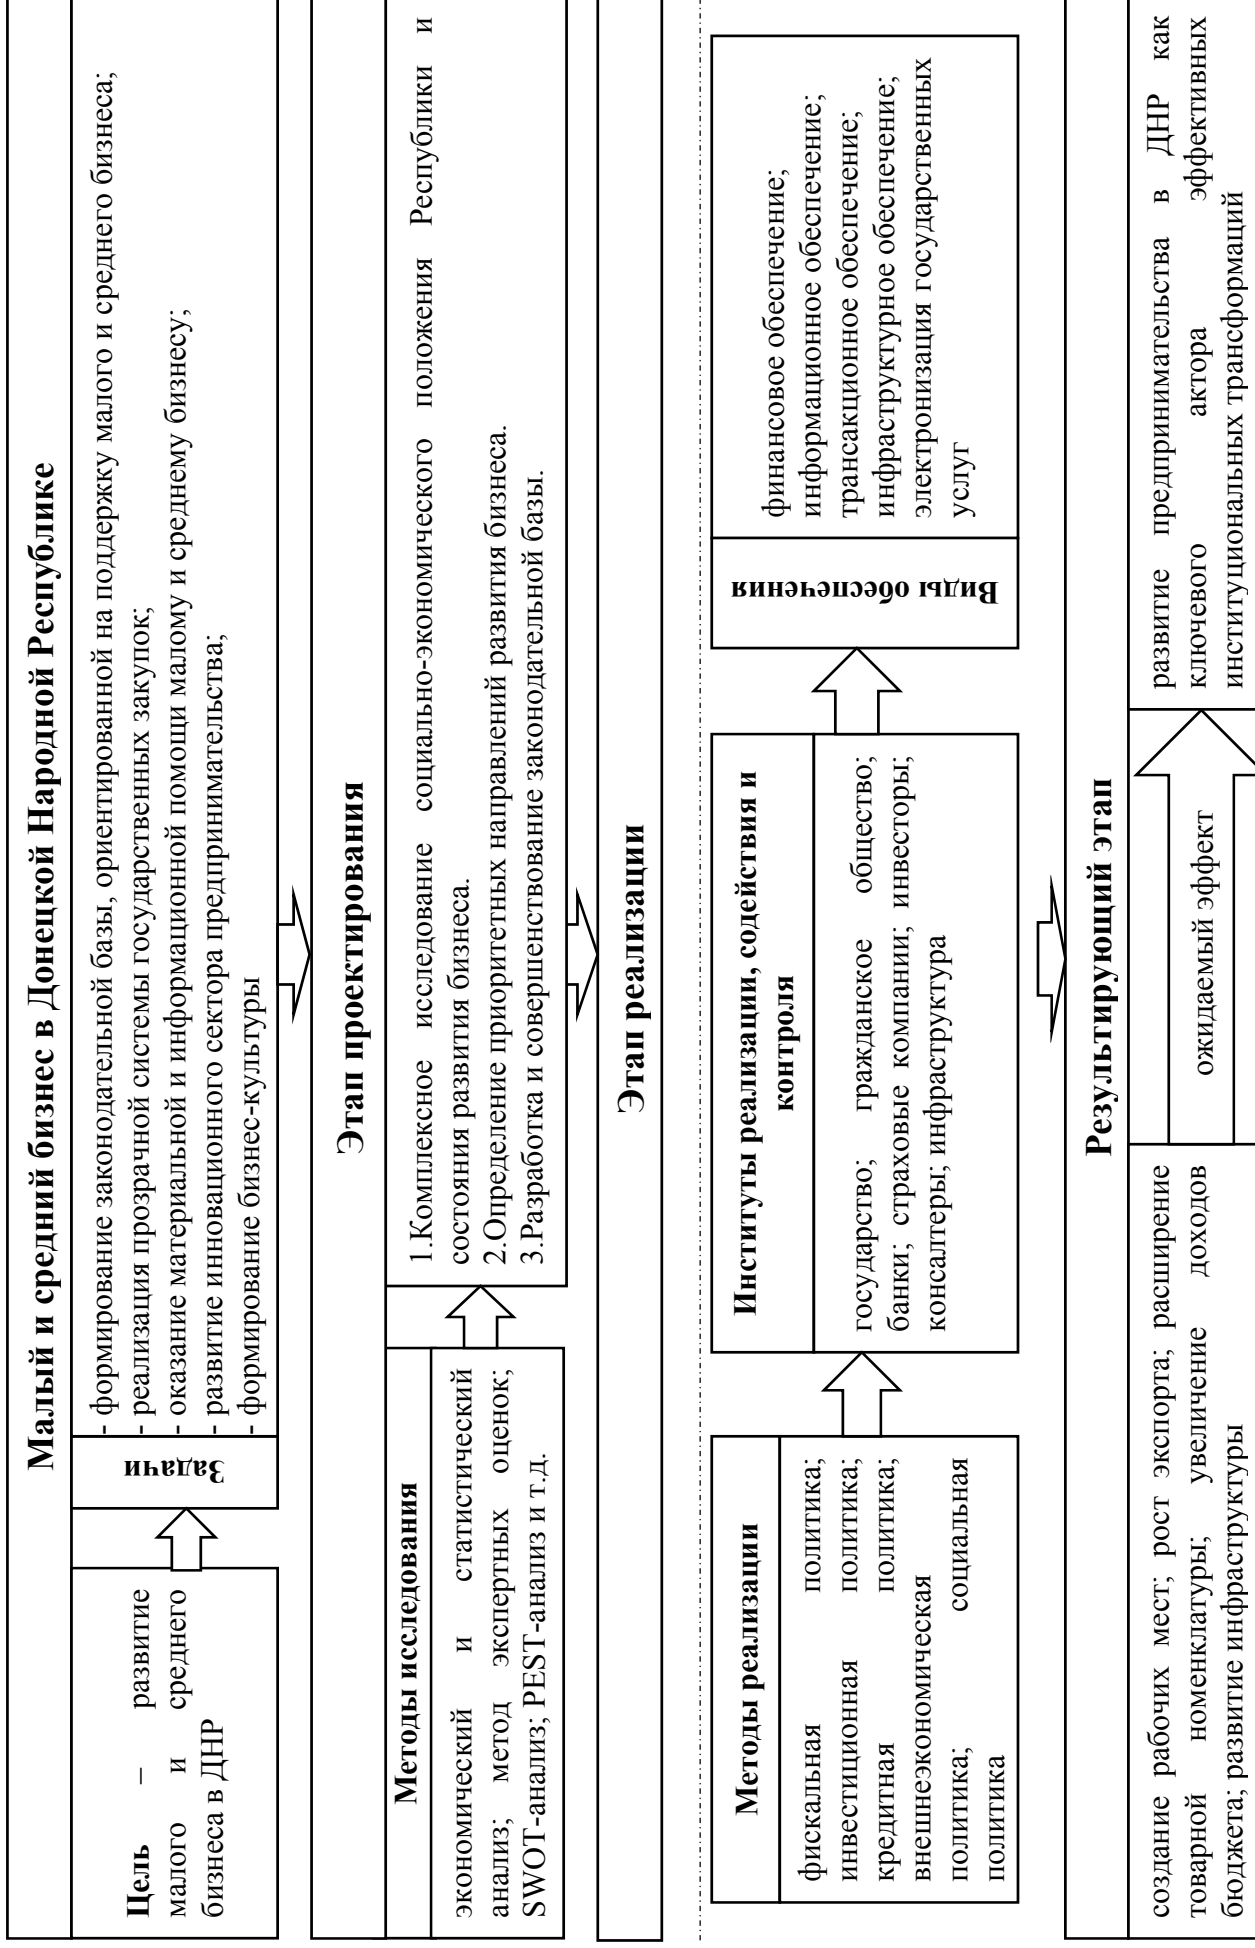 Малый и средний бизнес в Донецкой Народной Республике
Цель – развитие
малого и среднего
бизнеса в ДНР
Задачи
- формирование законодательной базы, ориентированной на поддержку малого и среднего бизнеса;
- реализация прозрачной системы государственных закупок;
- оказание материальной и информационной помощи малому и среднему бизнесу;
- развитие инновационного сектора предпринимательства;
- формирование бизнес-культуры
Этап проектирования
Методы исследования
экономический и статистический
анализ; метод экспертных оценок;
SWOT-анализ; PEST-анализ и т.д.
1.Комплексное исследование социально-экономического положения Республики и
состояния развития бизнеса.
2.Определение приоритетных направлений развития бизнеса.
3.Разработка и совершенствование законодательной базы.
Этап реализации
Методы реализации
фискальная политика;
инвестиционная политика;
кредитная политика;
внешнеэкономическая
политика; социальная
политика
Институты реализации, содействия и
контроля
государство; гражданское общество;
банки; страховые компании; инвесторы;
консалтеры; инфраструктура
Виды обеспечения
финансовое обеспечение;
информационное обеспечение;
трансакционное обеспечение;
инфраструктурное обеспечение;
электронизация государственных
услуг
Результирующий этап
создание рабочих мест; рост экспорта; расширение
товарной номенклатуры; увеличение доходов
бюджета; развитие инфраструктуры
ожидаемый эффект
развитие предпринимательства в ДНР как
ключевого актора эффективных
институциональных трансформаций